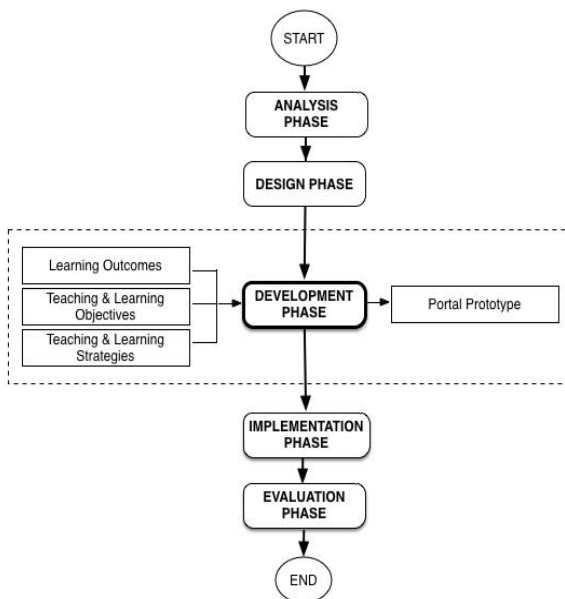 START
ANALYSIS
PHASE
DESIGN PHASE
Learning Outcomes
Teaching & Learning
Objectives
Teaching & Learning
Strategies
DEVELOPMENT
PHASE
Portal Prototype
IMPLEMENTATION
PHASE
EVALUATION
PHASE
END